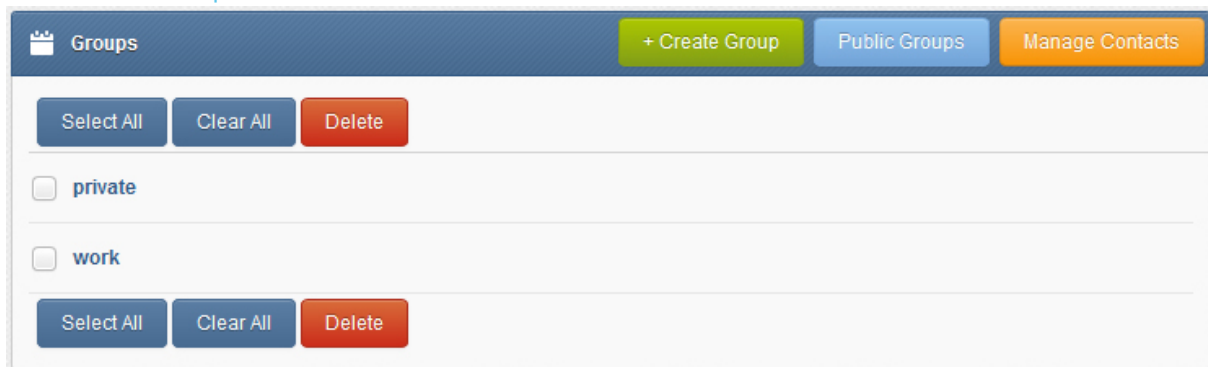 Groups + Create Group Public Groups Manage Contacts
Select All Clear All Delete
private
work
Select All Clear All Delete